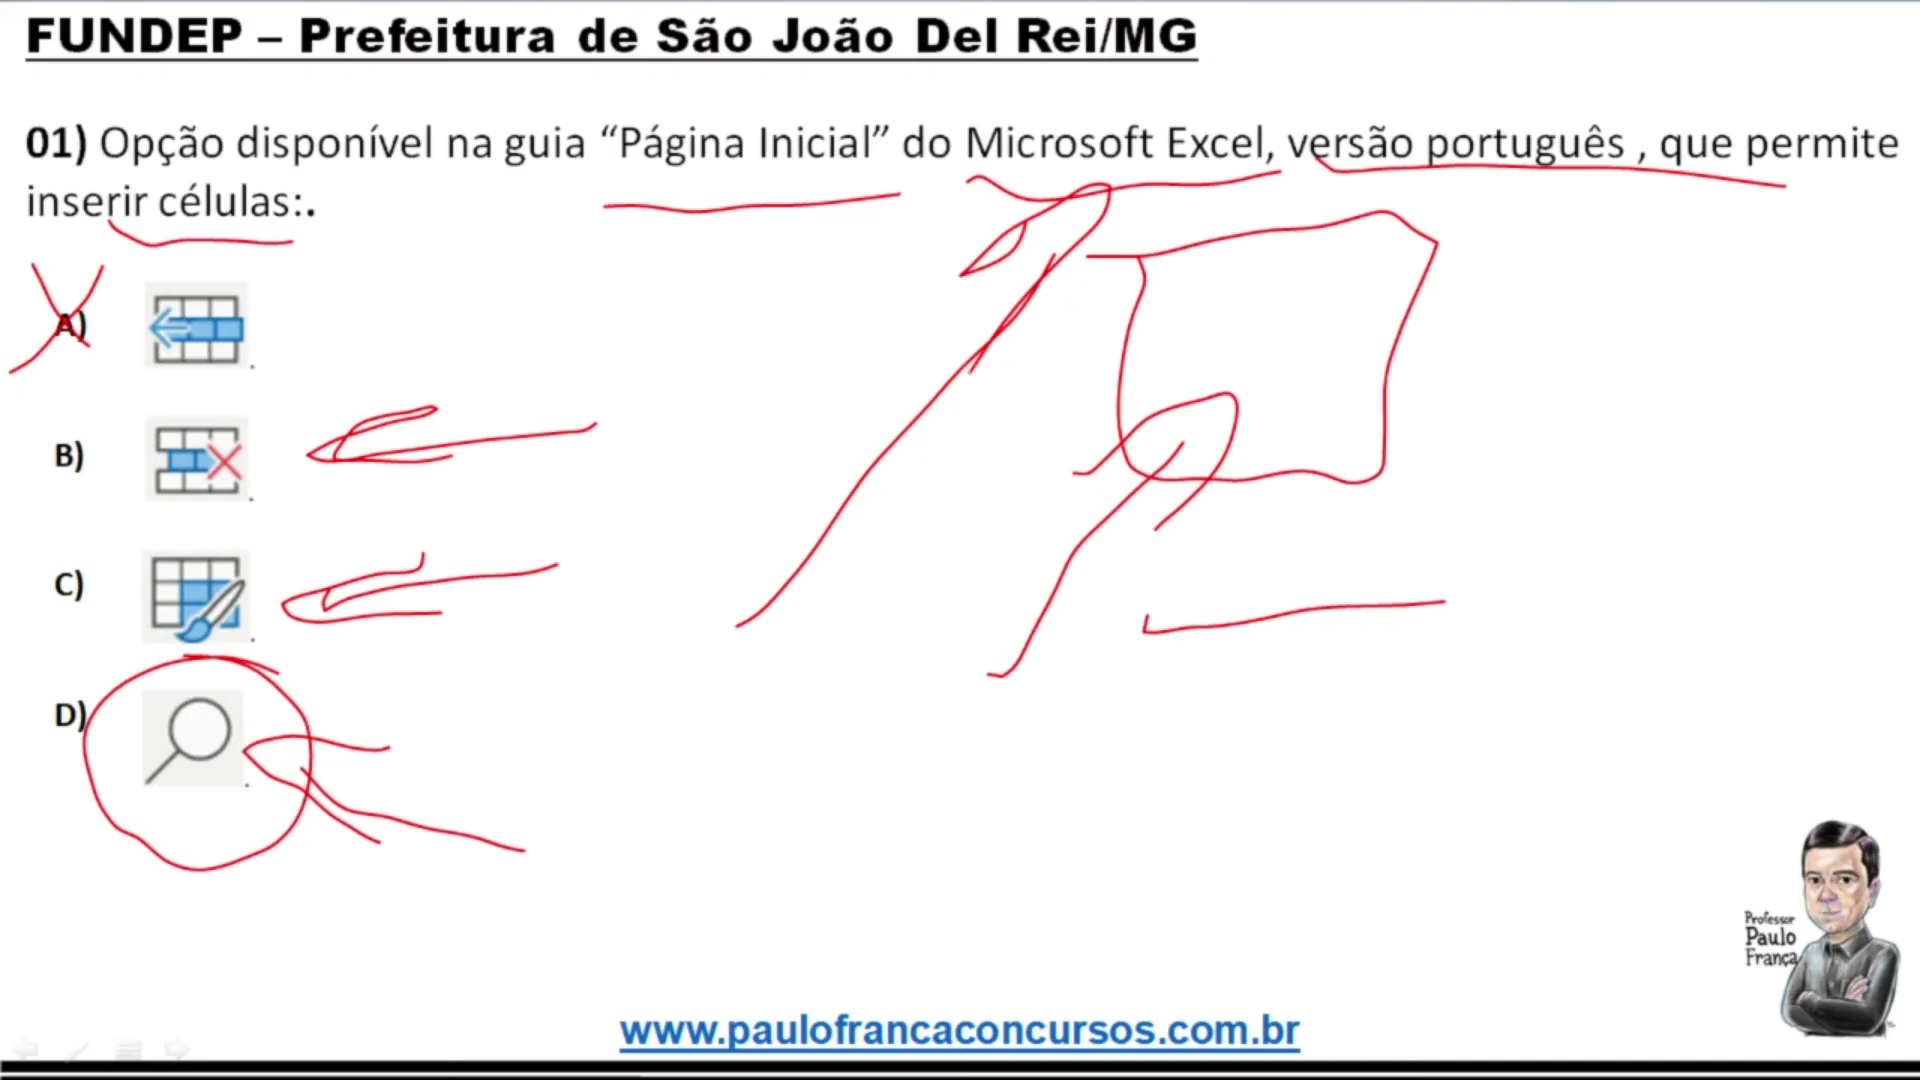 FUNDEP – Prefeitura de São João Del Rei/MG
01) Opção disponível na guia “Página Inicial” do Microsoft Excel, versão português , que permite
inserir células:.
A)
.
B)
.
C)
.
D)
.
Professor
Paulo
França
www.paulofrancaconcursos.com.br